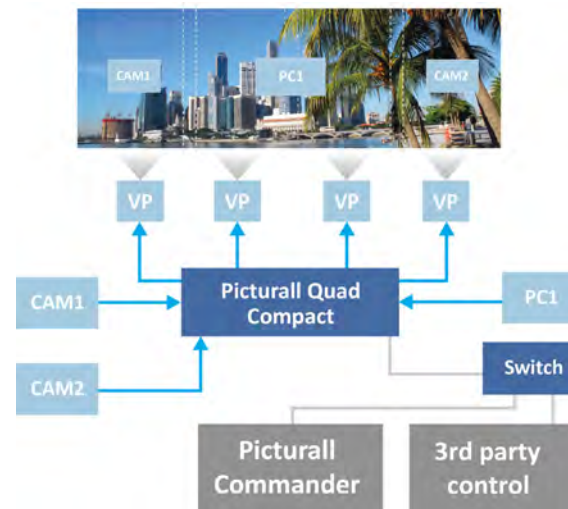 CAM1
PC1
CAM2
VP
VP
VP
VP
Picturall Quad
Compact
CAM1
PC1
CAM2
Switch
Picturall
Commander
3rd party
control